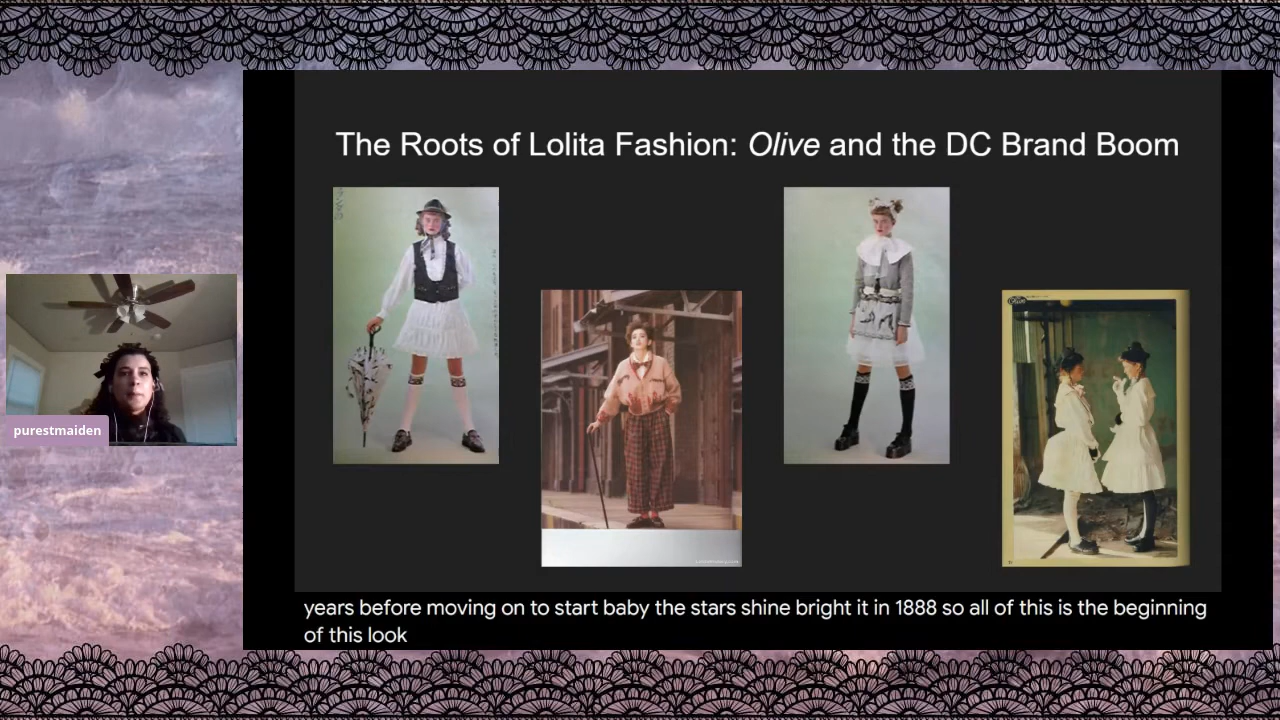 The Roots of Lolita Fashion: Olive and the DC Brand Boom
Olive
purestmaiden
years before moving on to start baby the stars shine bright it in 1888 so all of this is the beginning
of this look